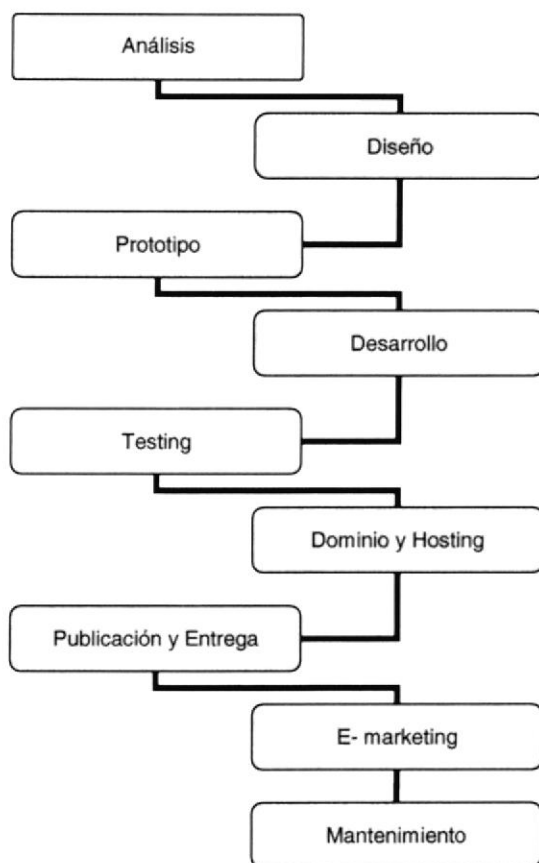 Análisis
Diseño
Prototipo
Desarrollo
Testing
Dominio y Hosting
Publicación y Entrega
E- marketing
Mantenimiento